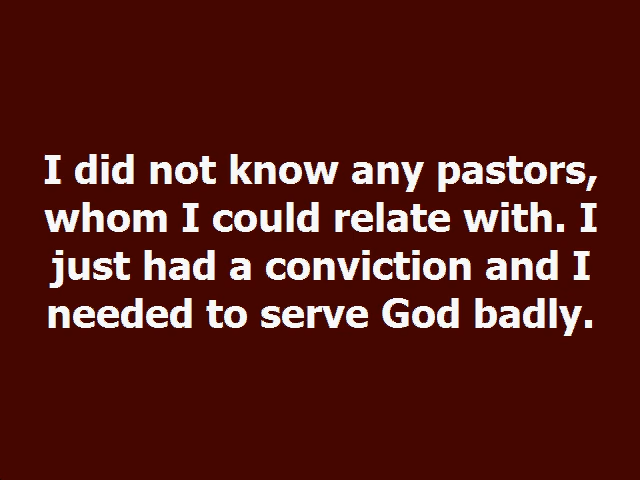 I did not know any pastors,
whom I could relate with. I
just had a conviction and I
needed to serve God badly.